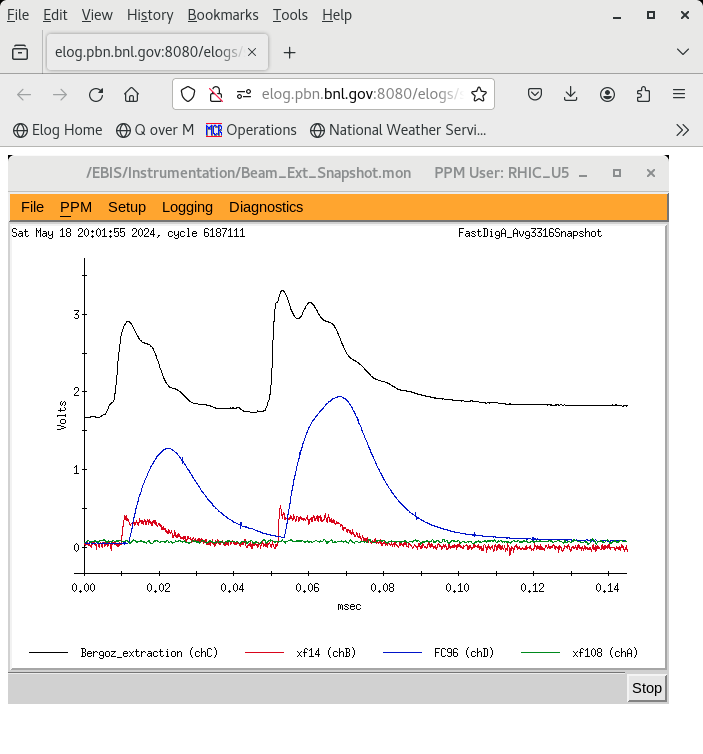 File Edit View History Bookmarks Tools Help
elog.pbn.bnl.gov:8080/elogs/
elog.pbn.bnl.gov:8080/elogs/
Elog Home Q over M MCR Operations National Weather Servi...
/EBIS/Instrumentation/Beam_Ext_Snapshot.mon PPM User: RHIC_U5
File PPM Setup Logging Diagnostics
Sat May 18 20:01:55 2024, cycle 6187111 FastDigA_Avg3316Snapshot
3
2
Volts
1
0
0.00 0.02 0.04 0.06 0.08 0.10 0.12 0.14
msec
Bergoz_extraction (chC) xf14 (chB) FC96 (chD) xf108 (chA)
Stop